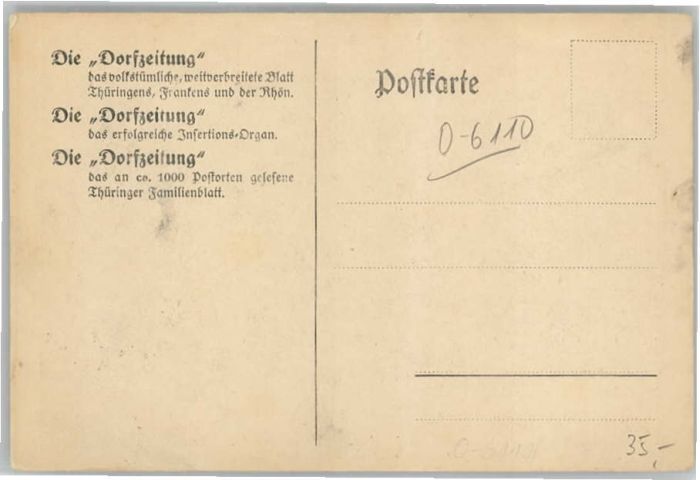 Die „Dorfzeitung"
das volkstümliche, weitverbreitete Blatt
Thüringens, Frankens und der Rhön.
Die „Dorfzeitung"
das erfolgreiche Insertions-Organ.
Die „Dorfzeitung"
das an ca. 1000 Postorten gelesene
Thüringer Familienblatt.
Postkarte
O-6110
O-6110
35,-